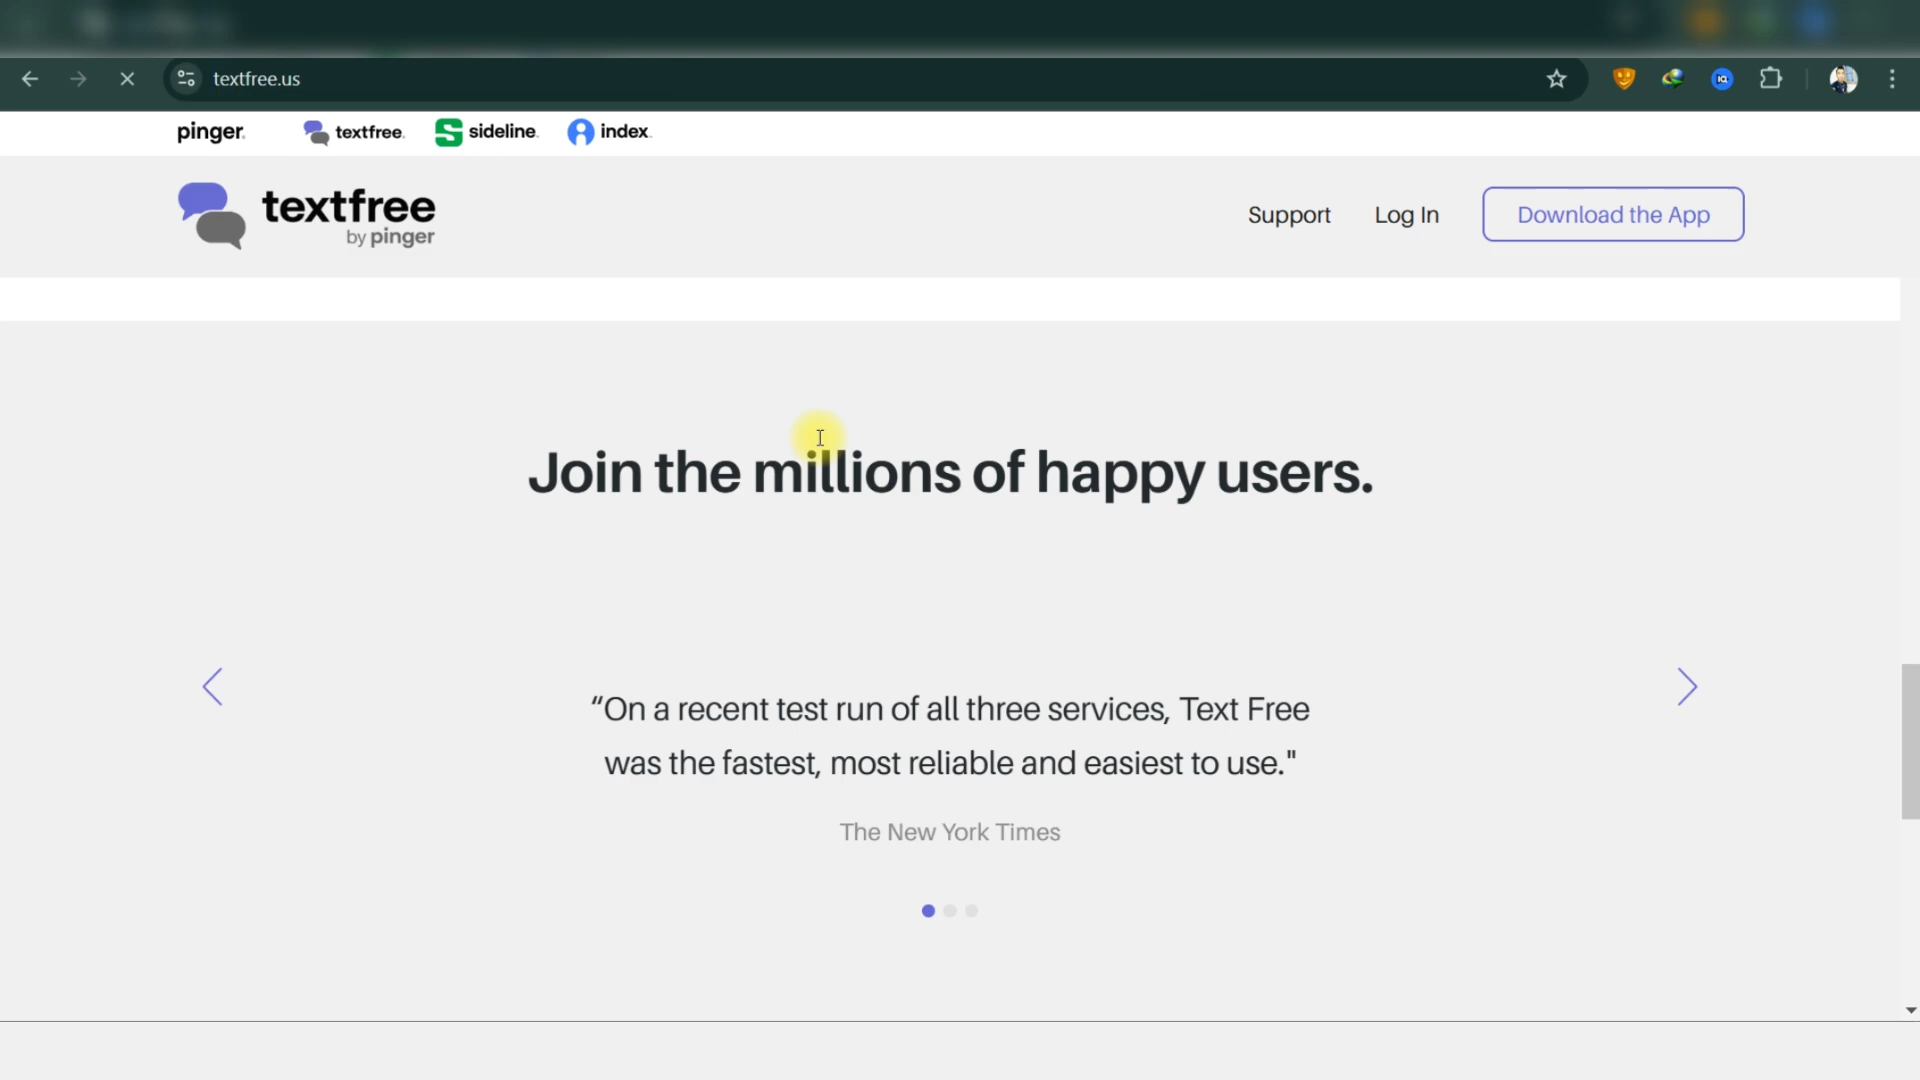 textfree.us
pinger. textfree. sideline. index.
textfree
by pinger
Support Log In Download the App
Join the millions of happy users.
“On a recent test run of all three services, Text Free
was the fastest, most reliable and easiest to use."
The New York Times